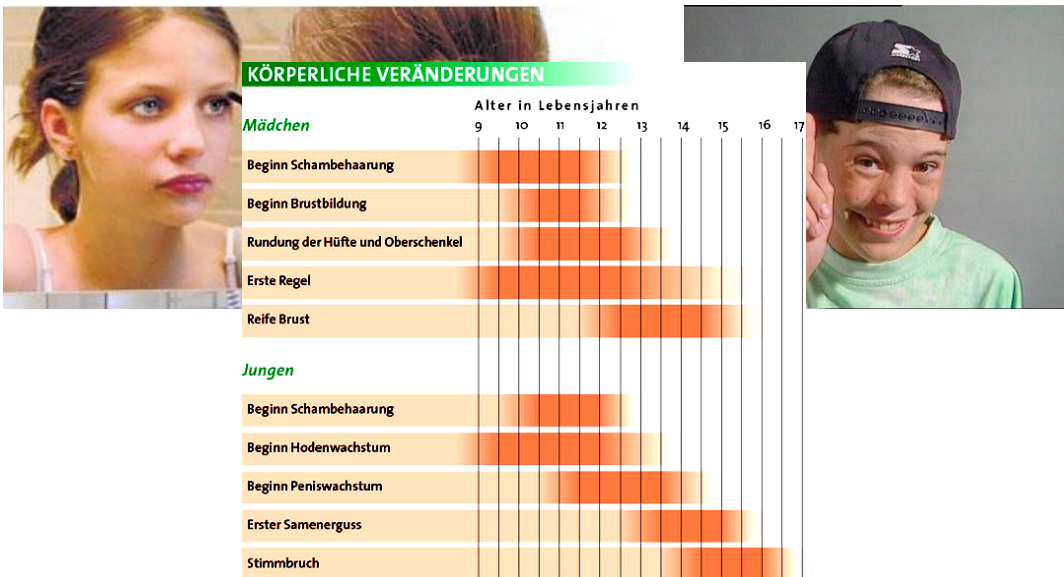 KÖRPERLICHE VERÄNDERUNGEN
Alter in Lebensjahren
Mädchen 9 10 11 12 13 14 15 16 17
Beginn Schambehaarung
Beginn Brustbildung
Rundung der Hüfte und Oberschenkel
Erste Regel
Reife Brust
Jungen
Beginn Schambehaarung
Beginn Hodenwachstum
Beginn Peniswachstum
Erster Samenerguss
Stimmbruch